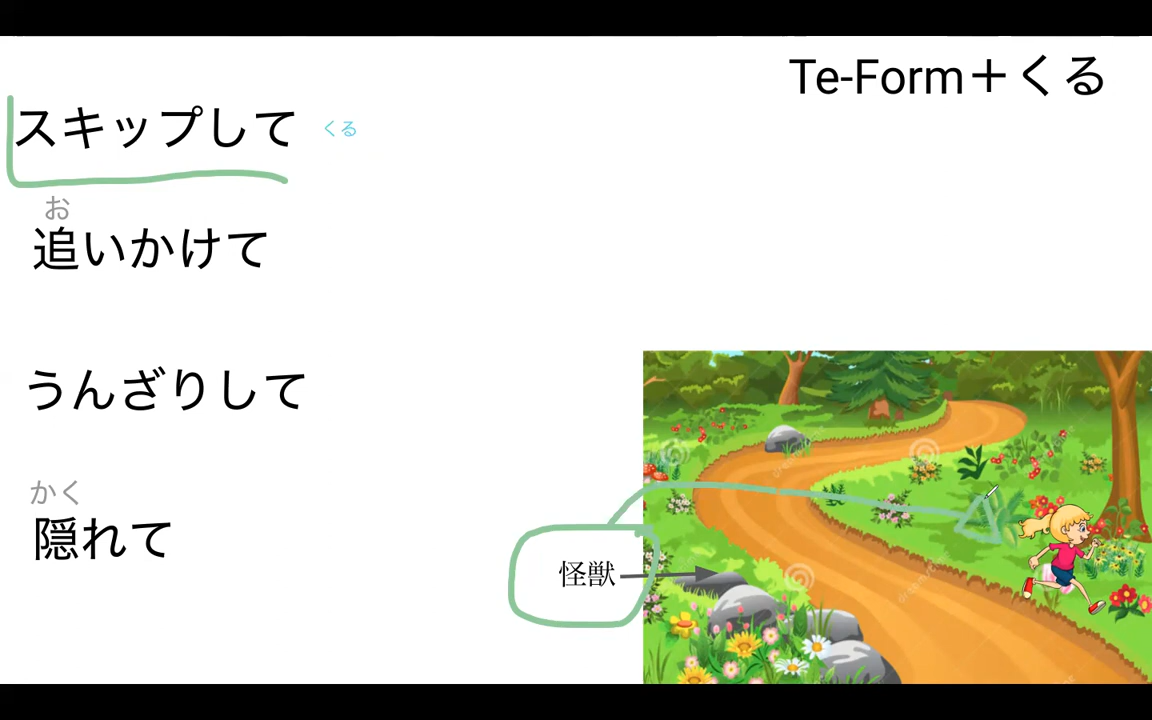 Te-Form＋くる
スキップして くる
お
追いかけて
うんざりして
かく
隠れて
怪獣